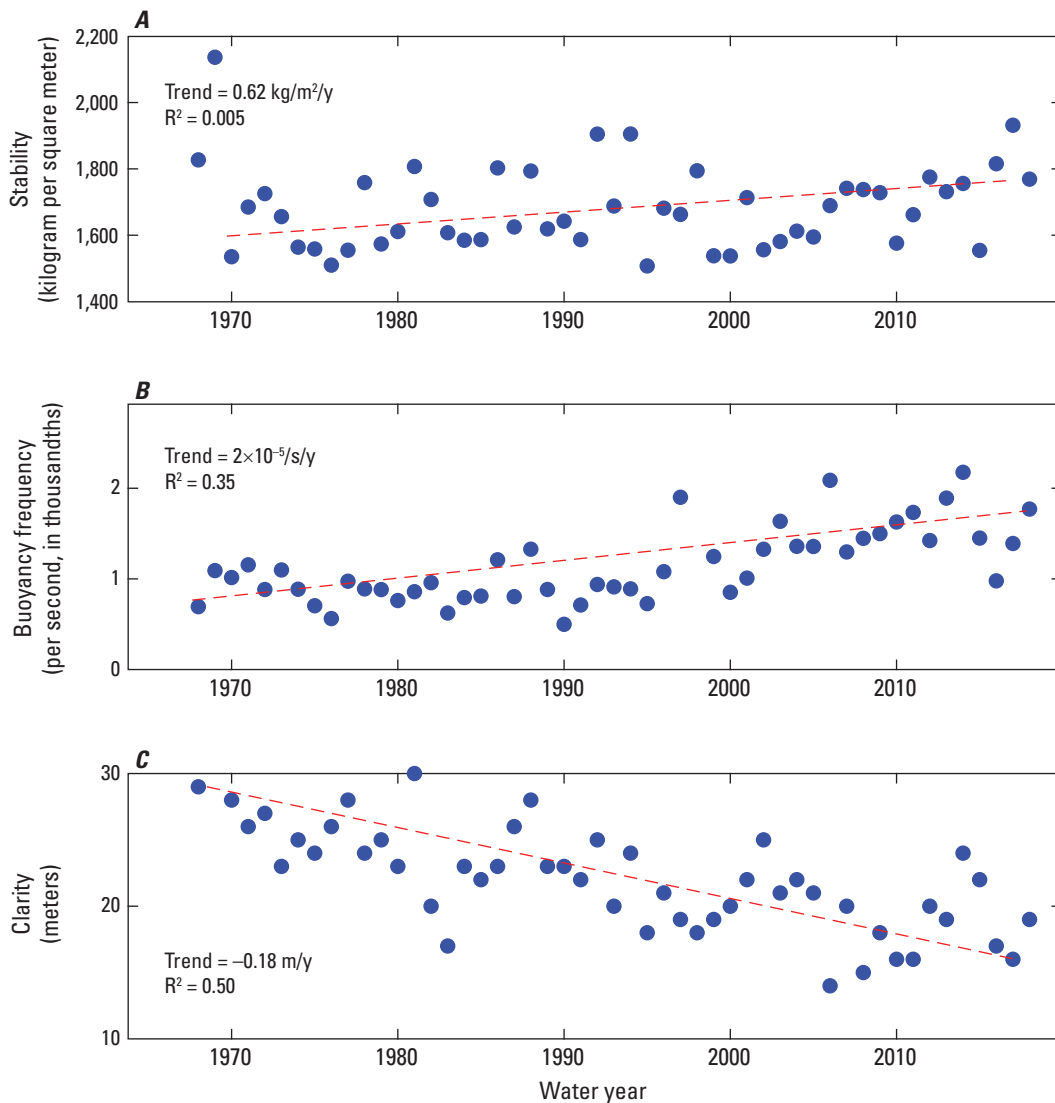 A
Stability
(kilogram per square meter)
2,200
2,000
1,800
1,600
1,400
Trend = 0.62 kg/m²/y
R² = 0.005
1970 1980 1990 2000 2010
B
Buoyancy frequency
(per second, in thousandths)
2
1
0
Trend = 2×10⁻⁵/s/y
R² = 0.35
1970 1980 1990 2000 2010
C
Clarity
(meters)
30
20
10
Trend = –0.18 m/y
R² = 0.50
1970 1980 1990 2000 2010
Water year